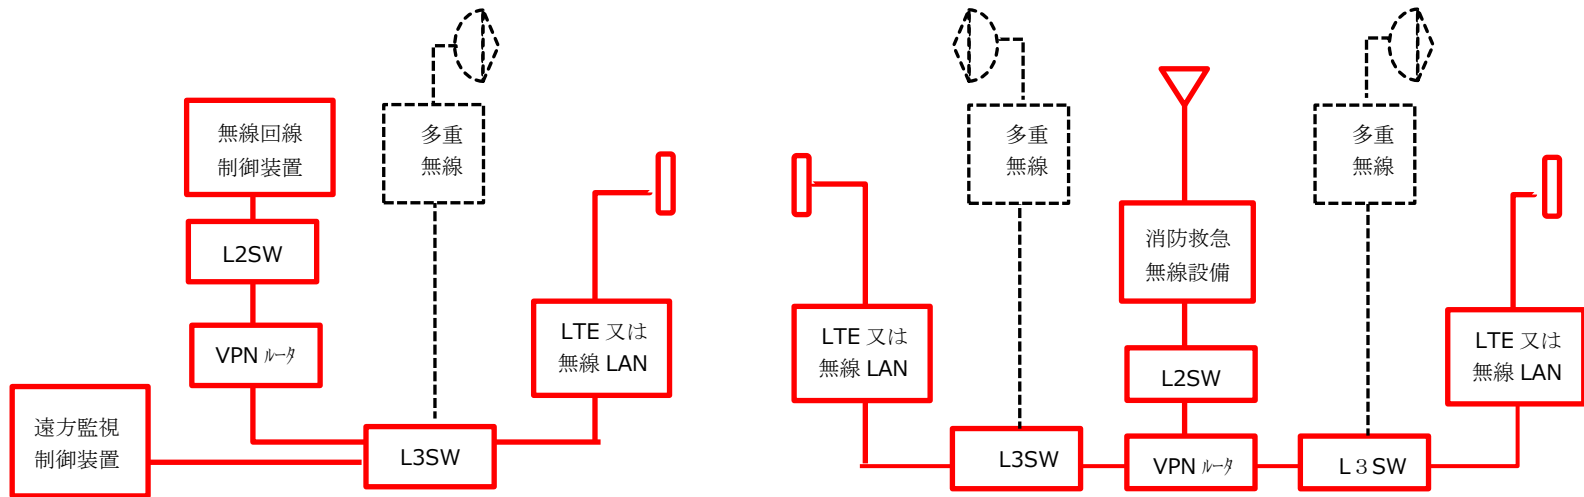 無線回線
制御装置
L2SW
VPN ﾙｰﾀ
遠方監視
制御装置
多重
無線
L3SW
LTE 又は
無線 LAN
LTE 又は
無線 LAN
多重
無線
L3SW
消防救急
無線設備
L2SW
VPN ﾙｰﾀ
多重
無線
L３SW
LTE 又は
無線 LAN